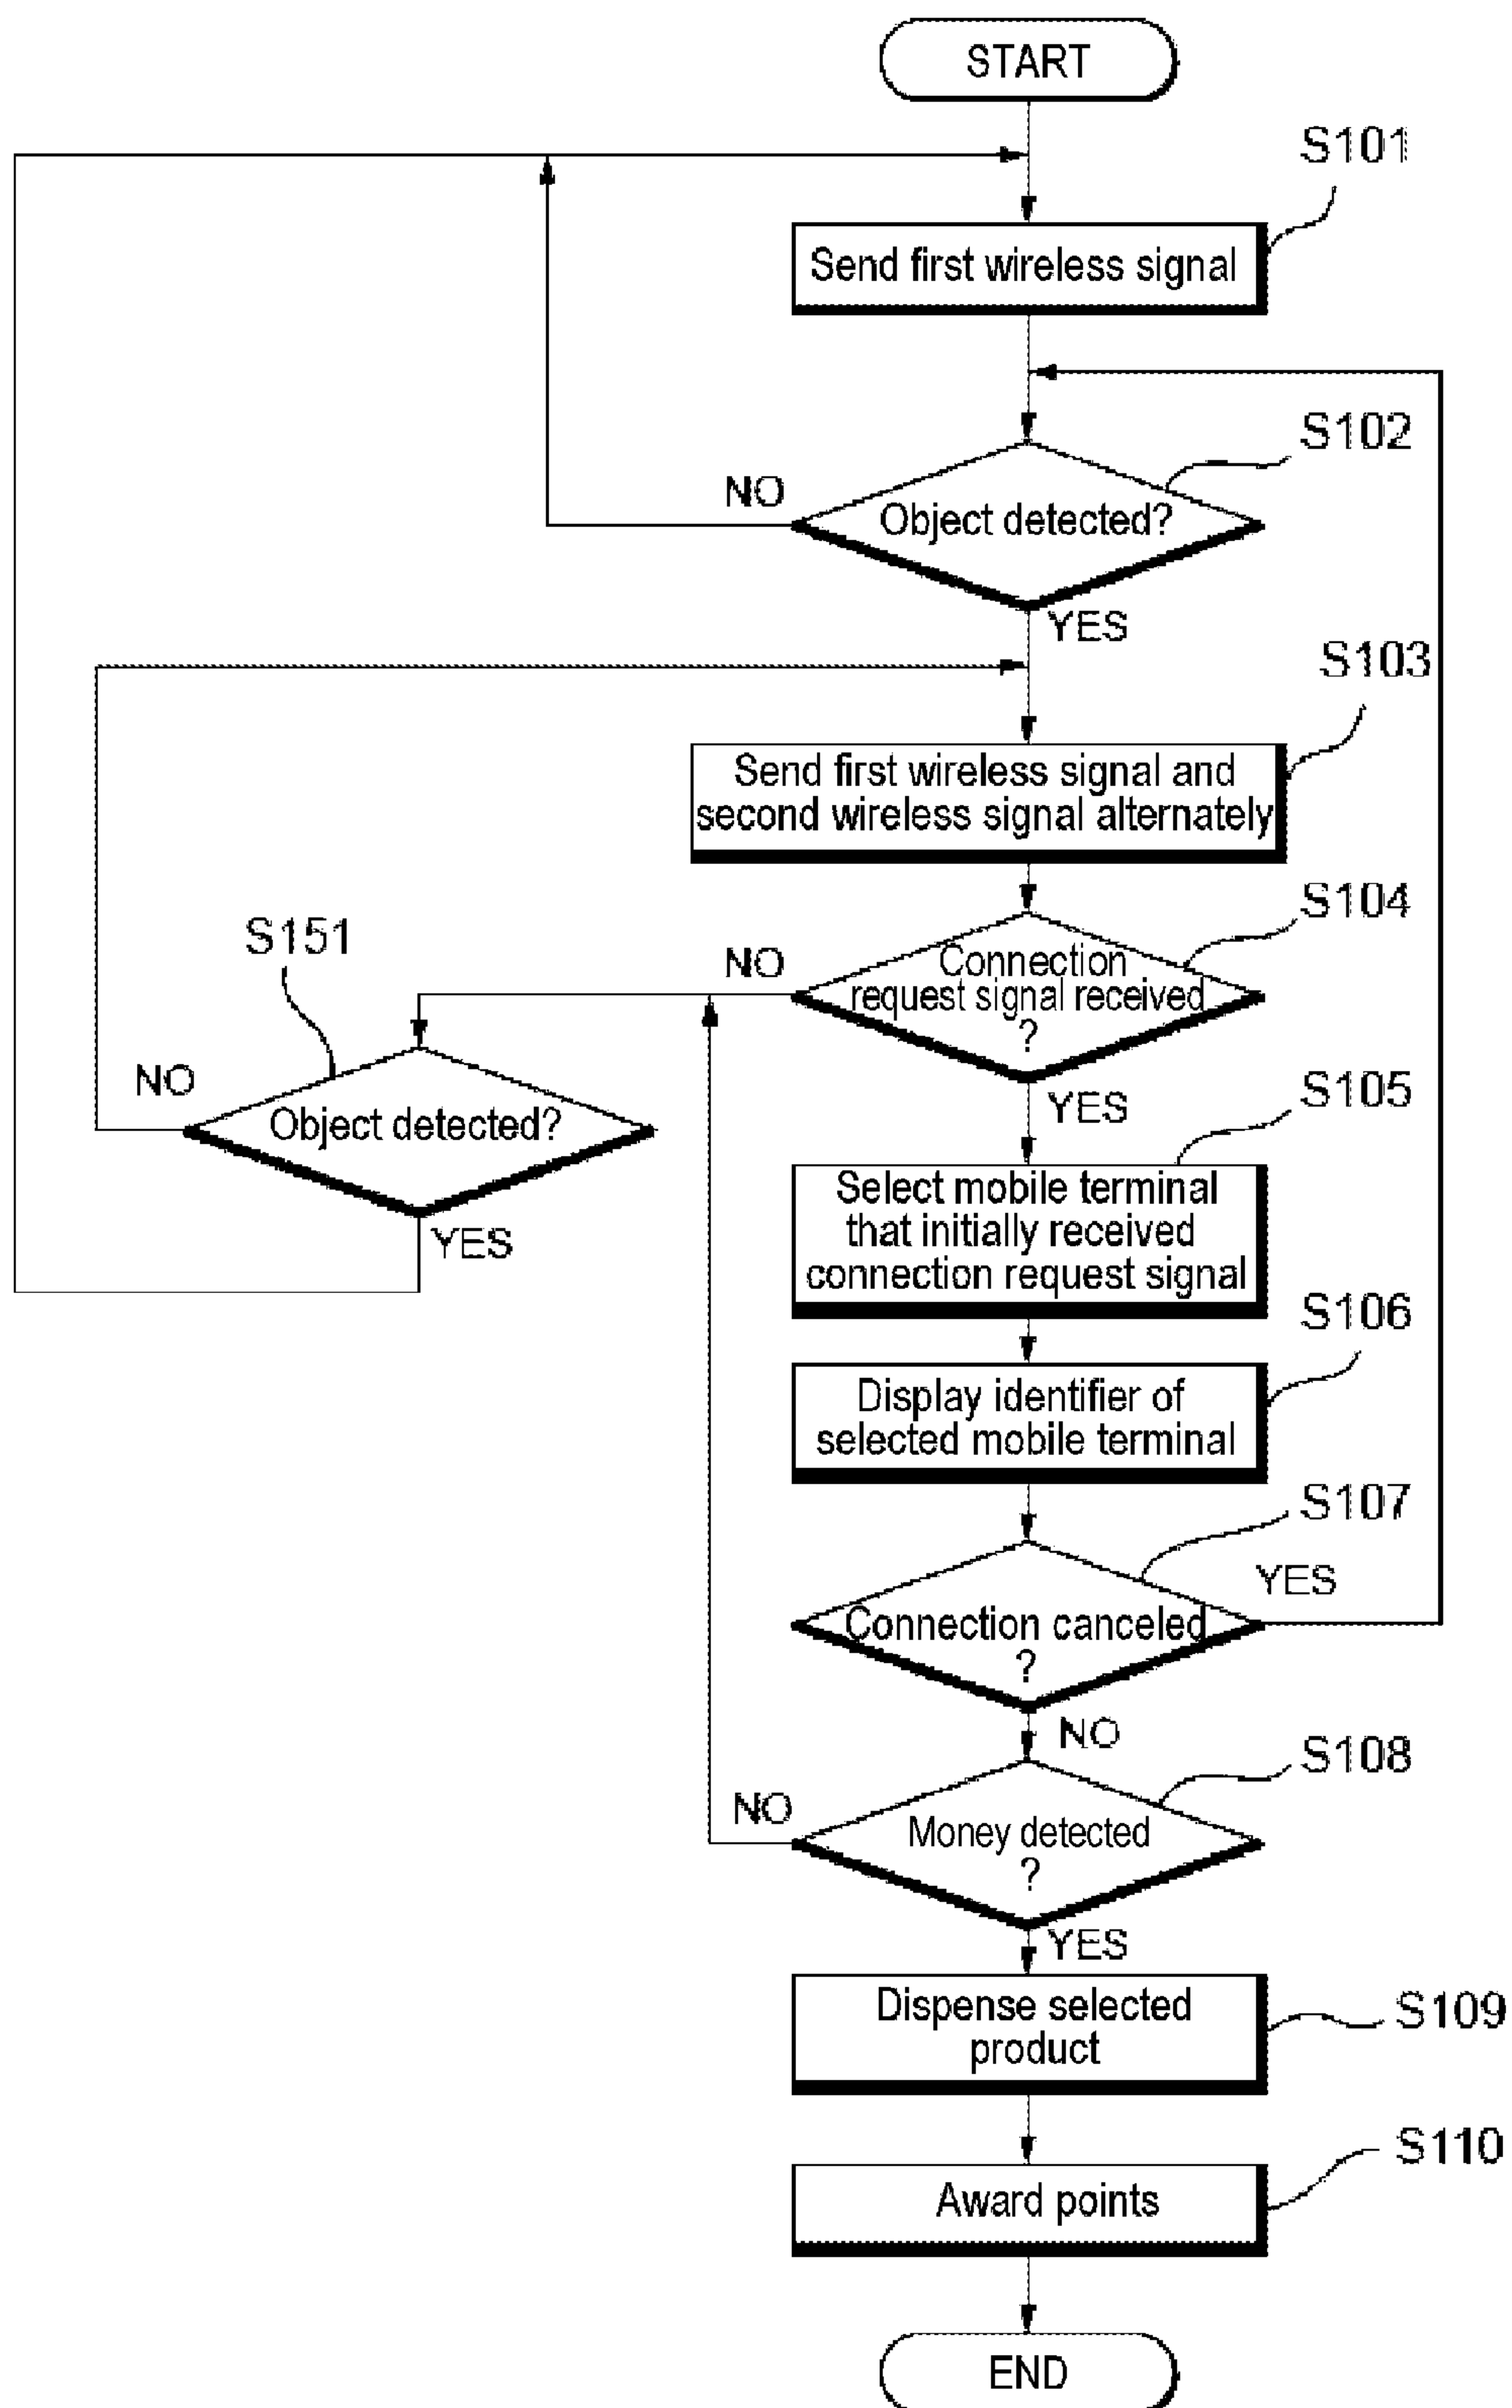 START
S101
Send first wireless signal
S102
NO
Object detected?
YES
S103
Send first wireless signal and
second wireless signal alternately
S104
S151
NO
Connection
request signal received
?
NO
Object detected?
YES
S105
YES
Select mobile terminal
that initially received
connection request signal
S106
Display identifier of
selected mobile terminal
S107
YES
Connection canceled
?
NO
S108
NO
Money detected
?
YES
Dispense selected
product
S109
S110
Award points
END